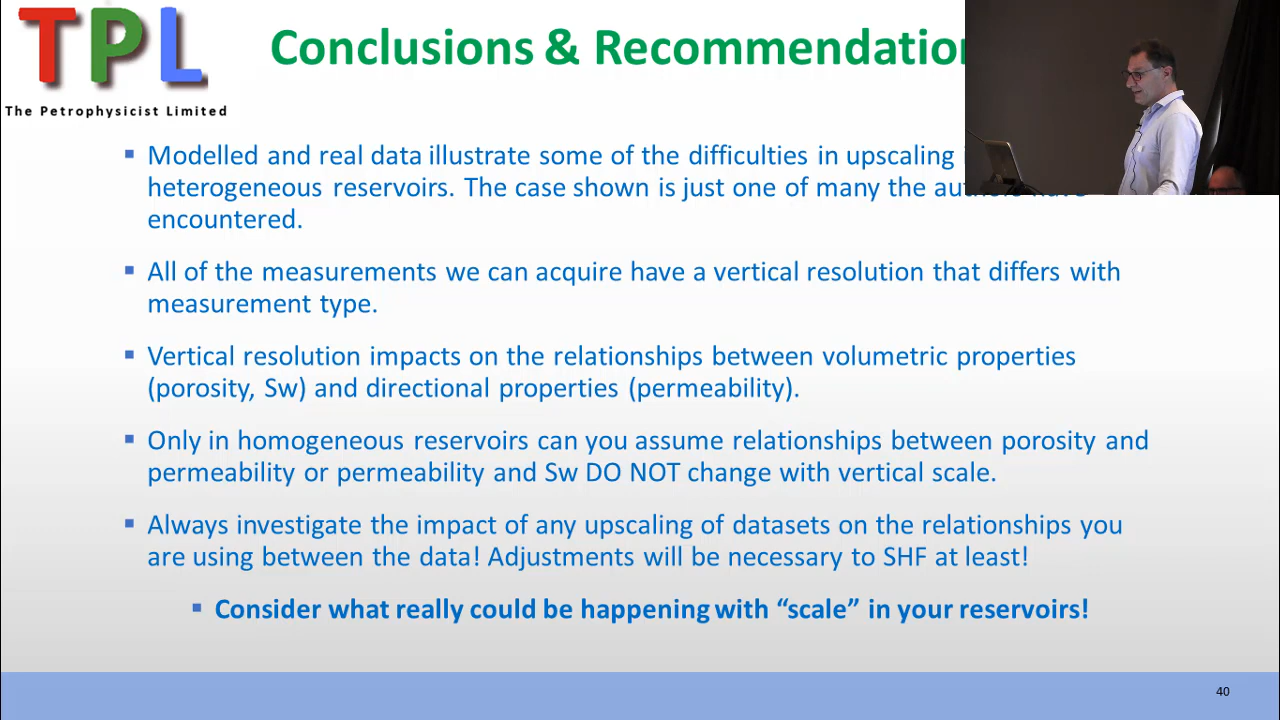 TPL
The Petrophysicist Limited
Conclusions & Recommendation
▪ Modelled and real data illustrate some of the difficulties in upscaling
heterogeneous reservoirs. The case shown is just one of many the authors have
encountered.
▪ All of the measurements we can acquire have a vertical resolution that differs with
measurement type.
▪ Vertical resolution impacts on the relationships between volumetric properties
(porosity, Sw) and directional properties (permeability).
▪ Only in homogeneous reservoirs can you assume relationships between porosity and
permeability or permeability and Sw DO NOT change with vertical scale.
▪ Always investigate the impact of any upscaling of datasets on the relationships you
are using between the data! Adjustments will be necessary to SHF at least!
▪ Consider what really could be happening with “scale” in your reservoirs!
40